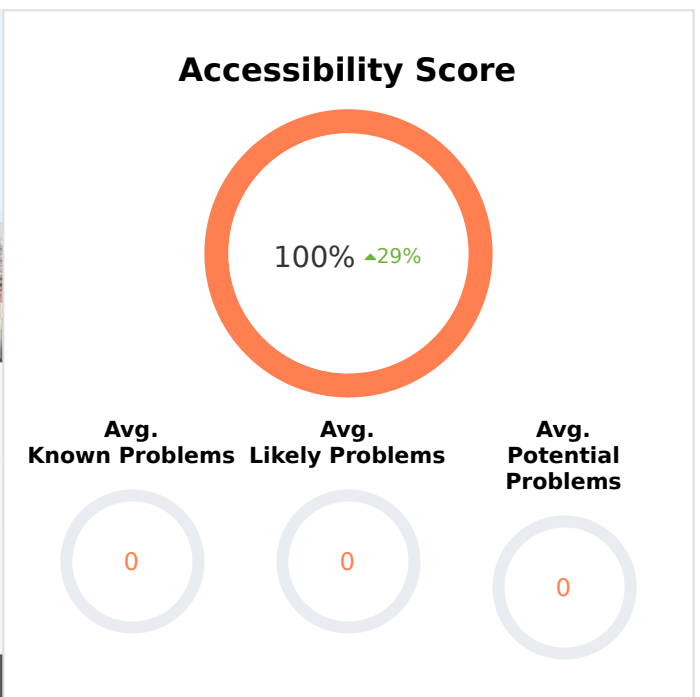 Accessibility Score
100% ▲29%
Avg.
Known Problems
Avg.
Likely Problems
Avg.
Potential
Problems
0
0
0